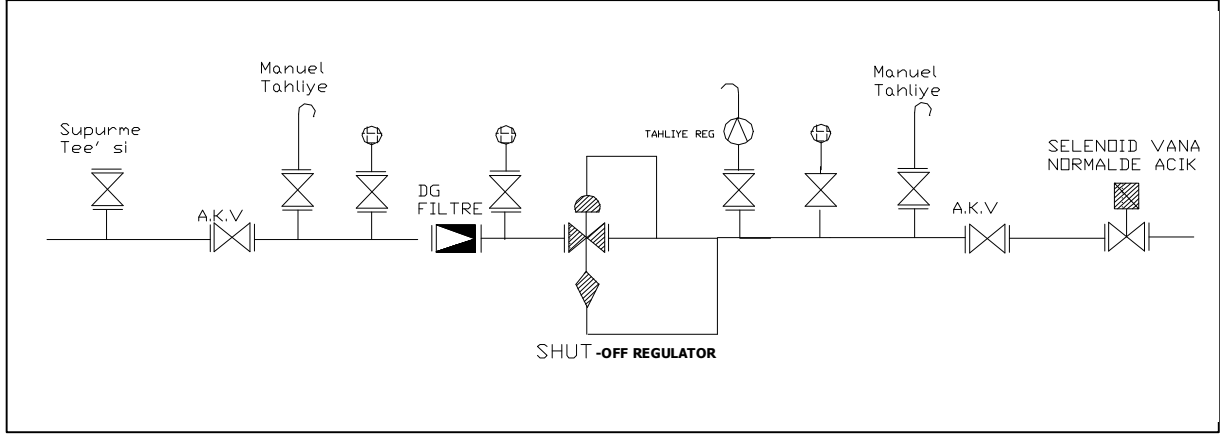 Supurme
Tee' si
A.K.V
Manuel
Tahliye
DG
FILTRE
SHUT-OFF REGULATOR
TAHLIYE REG
Manuel
Tahliye
A.K.V
SELENOID VANA
NORMALDE ACIK